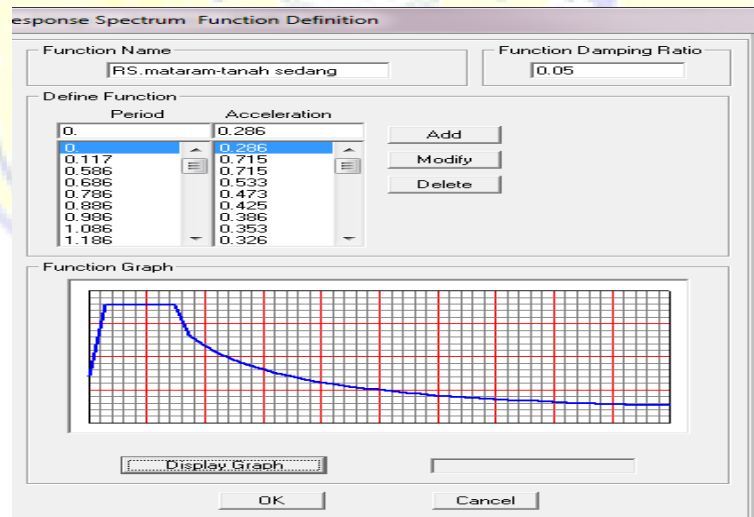 esponse Spectrum Function Definition
Function Name
RS.mataram-tanah sedang
Function Damping Ratio
0.05
Define Function
Period Acceleration
0. 0.286
0. 0.286
0.117 0.715
0.586 0.715
0.686 0.533
0.786 0.473
0.886 0.425
0.986 0.386
1.086 0.353
1.186 0.326
Add
Modify
Delete
Function Graph
Display Graph
OK Cancel